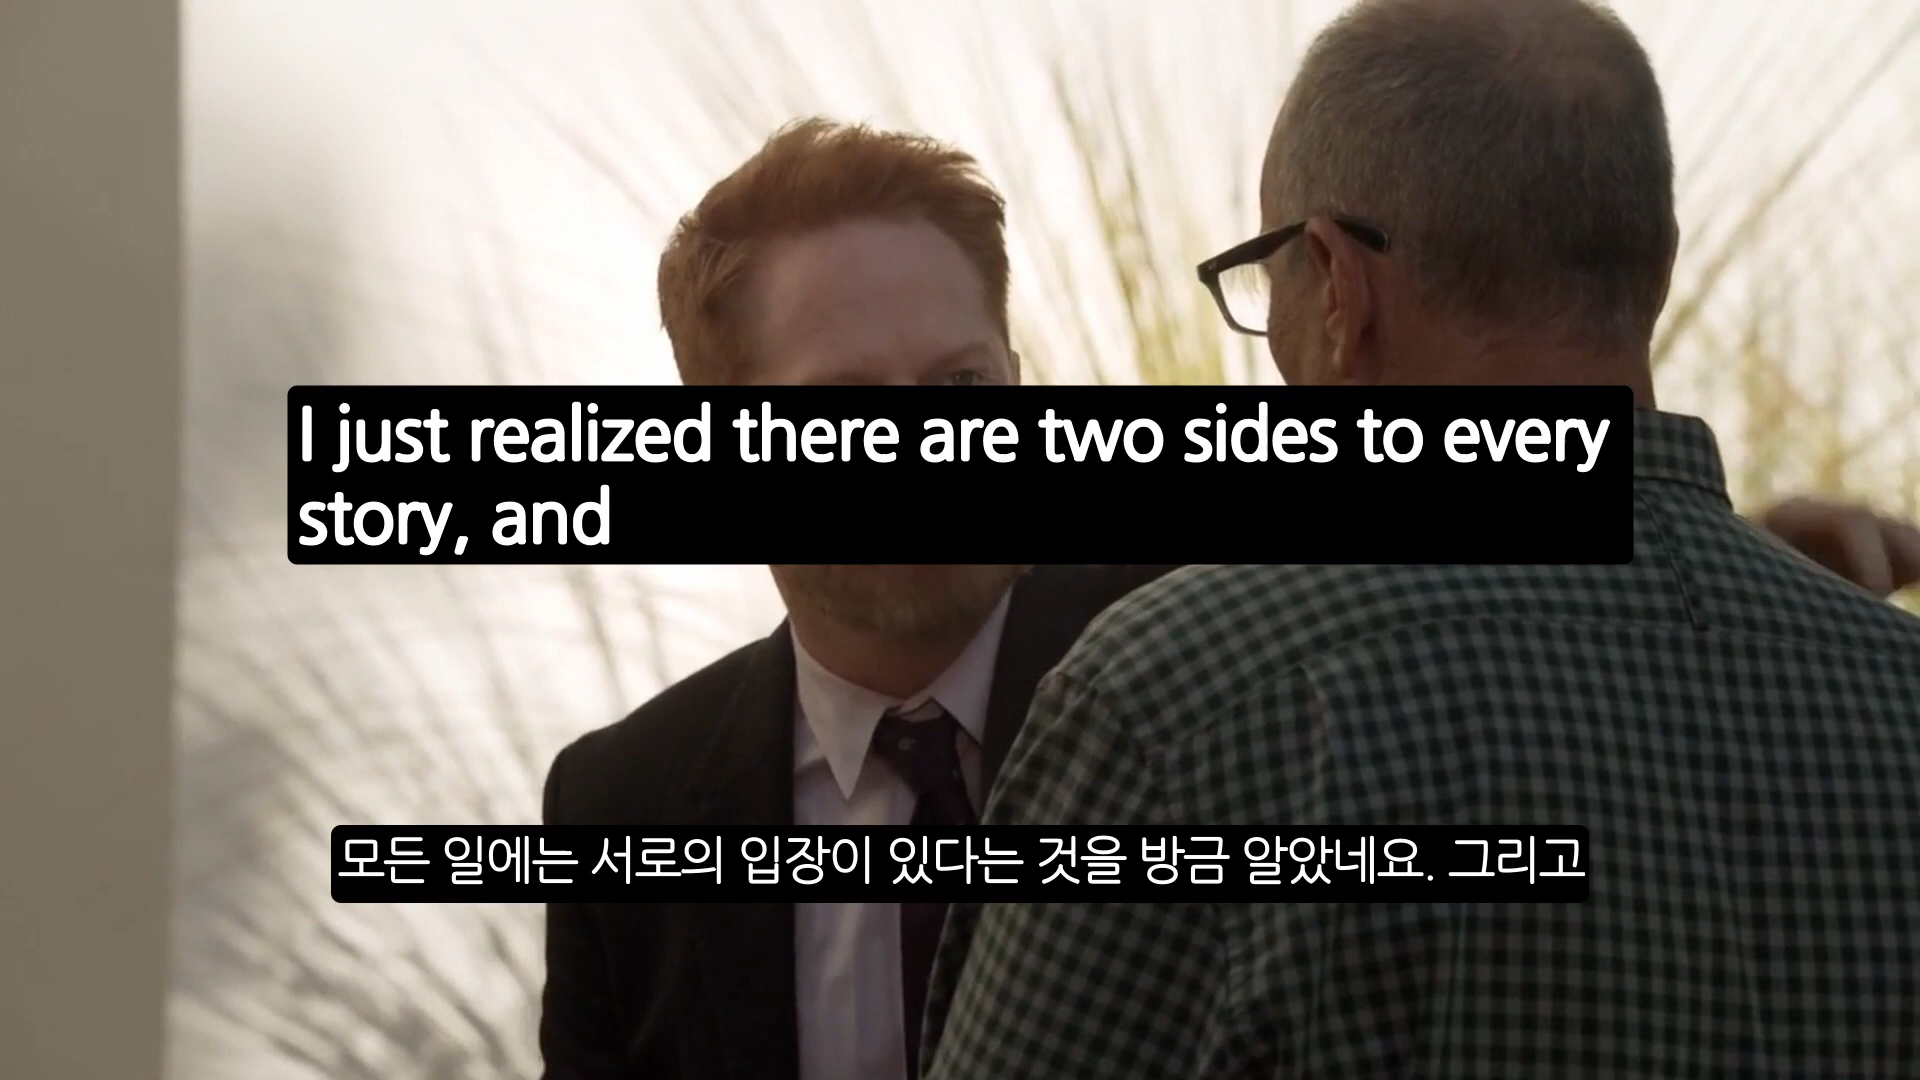 I just realized there are two sides to every
story, and
모든 일에는 서로의 입장이 있다는 것을 방금 알았네요. 그리고